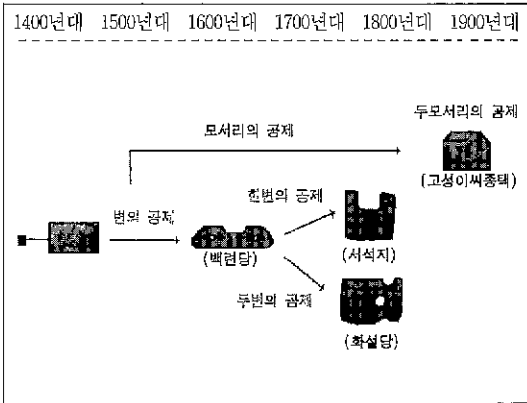 1400년대 1500년대 1600년대 1700년대 1800년대 1900년대
두모서리의 공제
모서리의 공제
(고성이씨종택)
한변의 공제
변의 공제
(백련당)
(서석지)
두변의 공제
(화설당)